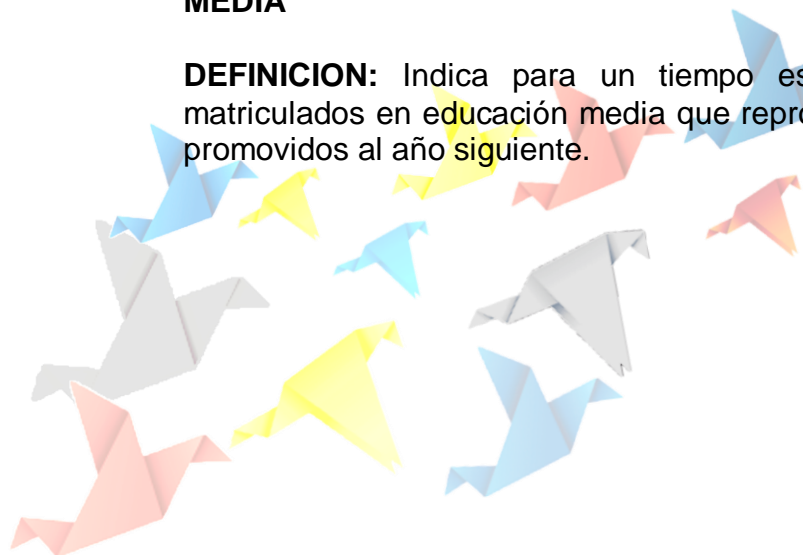 MEDIA
DEFINICION: Indica para un tiempo es
matriculados en educación media que repro
promovidos al año siguiente.